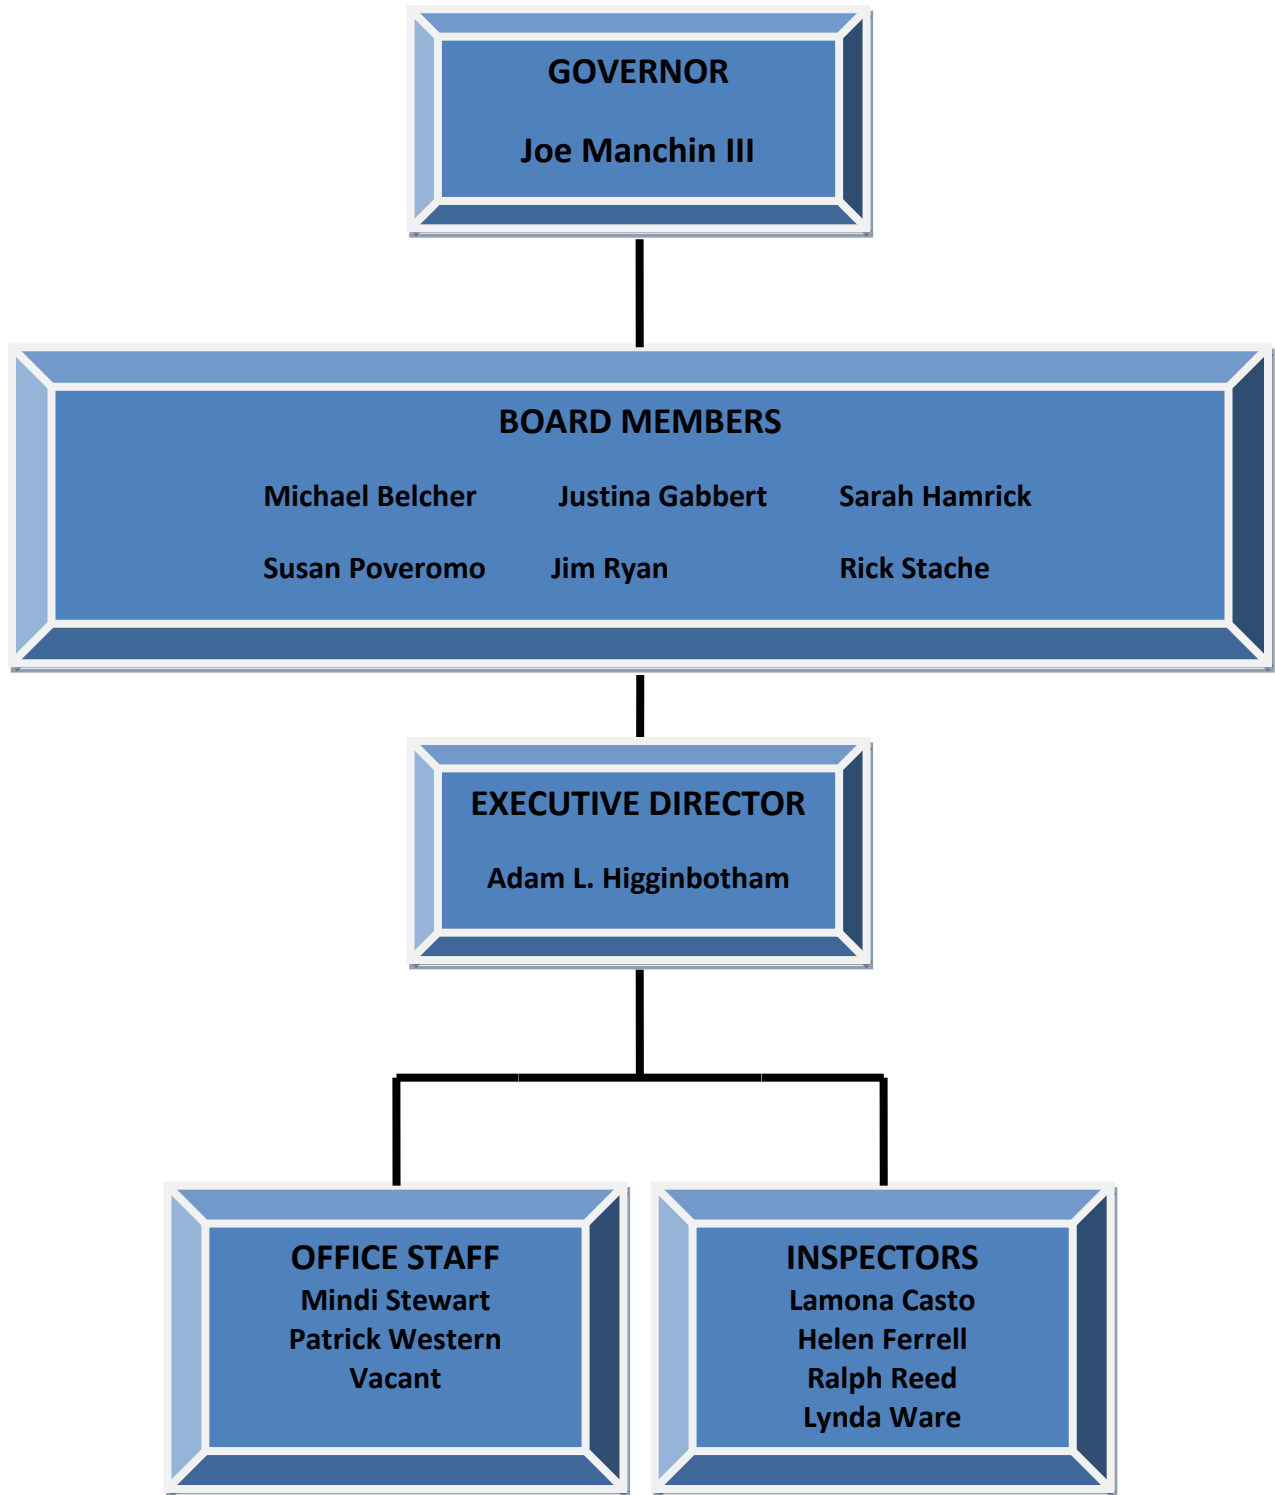 GOVERNOR
Joe Manchin III
BOARD MEMBERS
Michael Belcher Justina Gabbert Sarah Hamrick
Susan Poveromo Jim Ryan Rick Stache
EXECUTIVE DIRECTOR
Adam L. Higginbotham
OFFICE STAFF
Mindi Stewart
Patrick Western
Vacant
INSPECTORS
Lamona Casto
Helen Ferrell
Ralph Reed
Lynda Ware